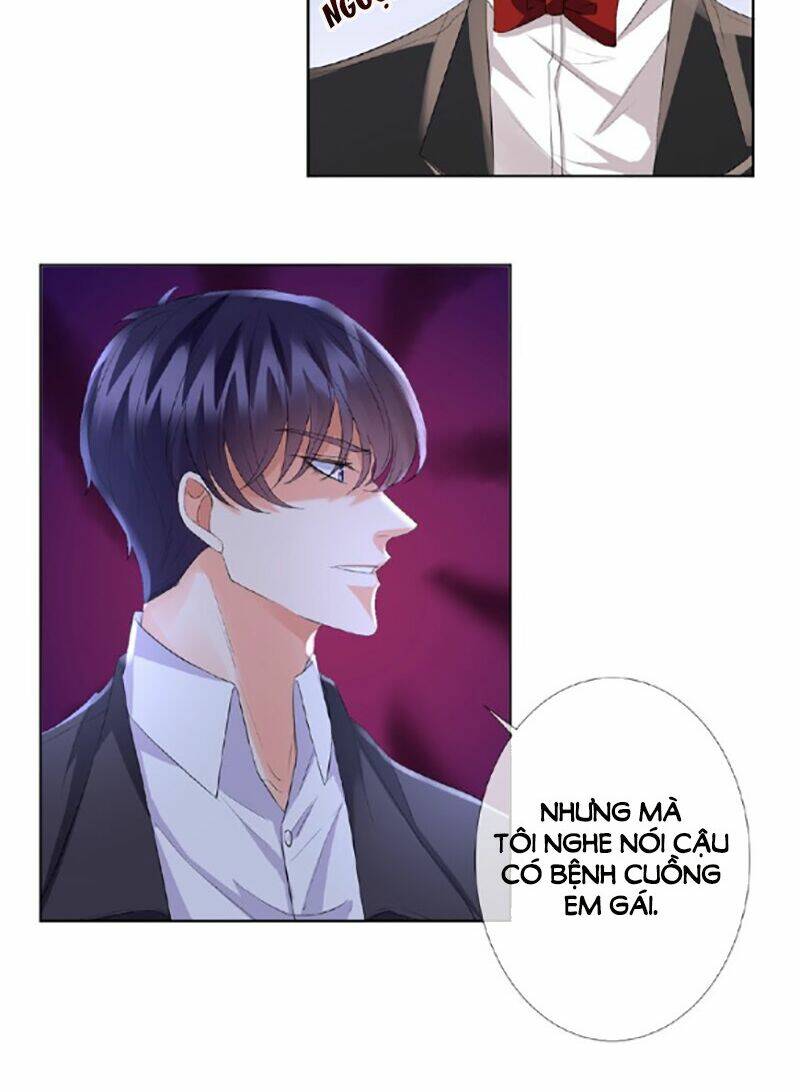 NHƯNG MÀ
TÔI NGHE NÓI CẬU
CÓ BỆNH CUỒNG
EM GÁI.